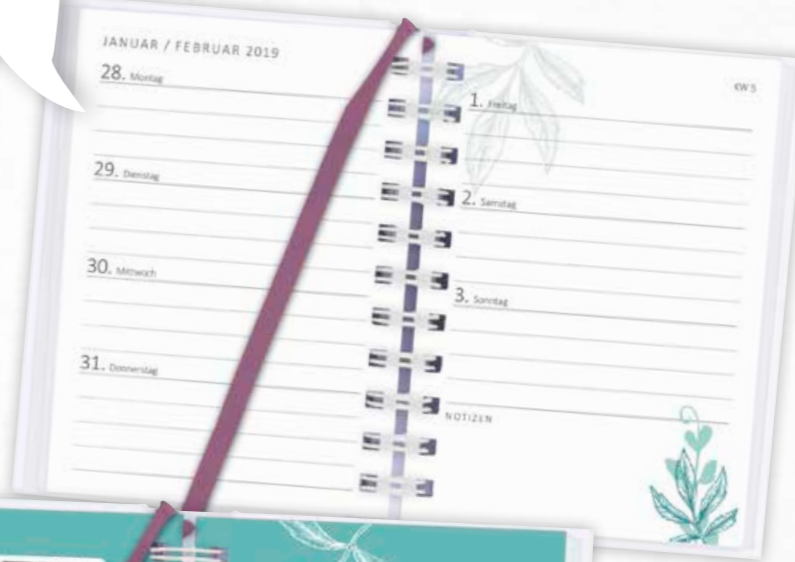 JANUAR / FEBRUAR 2019
28. Montag
29. Dienstag
30. Mittwoch
31. Donnerstag
KW 5
1. Freitag
2. Samstag
3. Sonntag
NOTIZEN